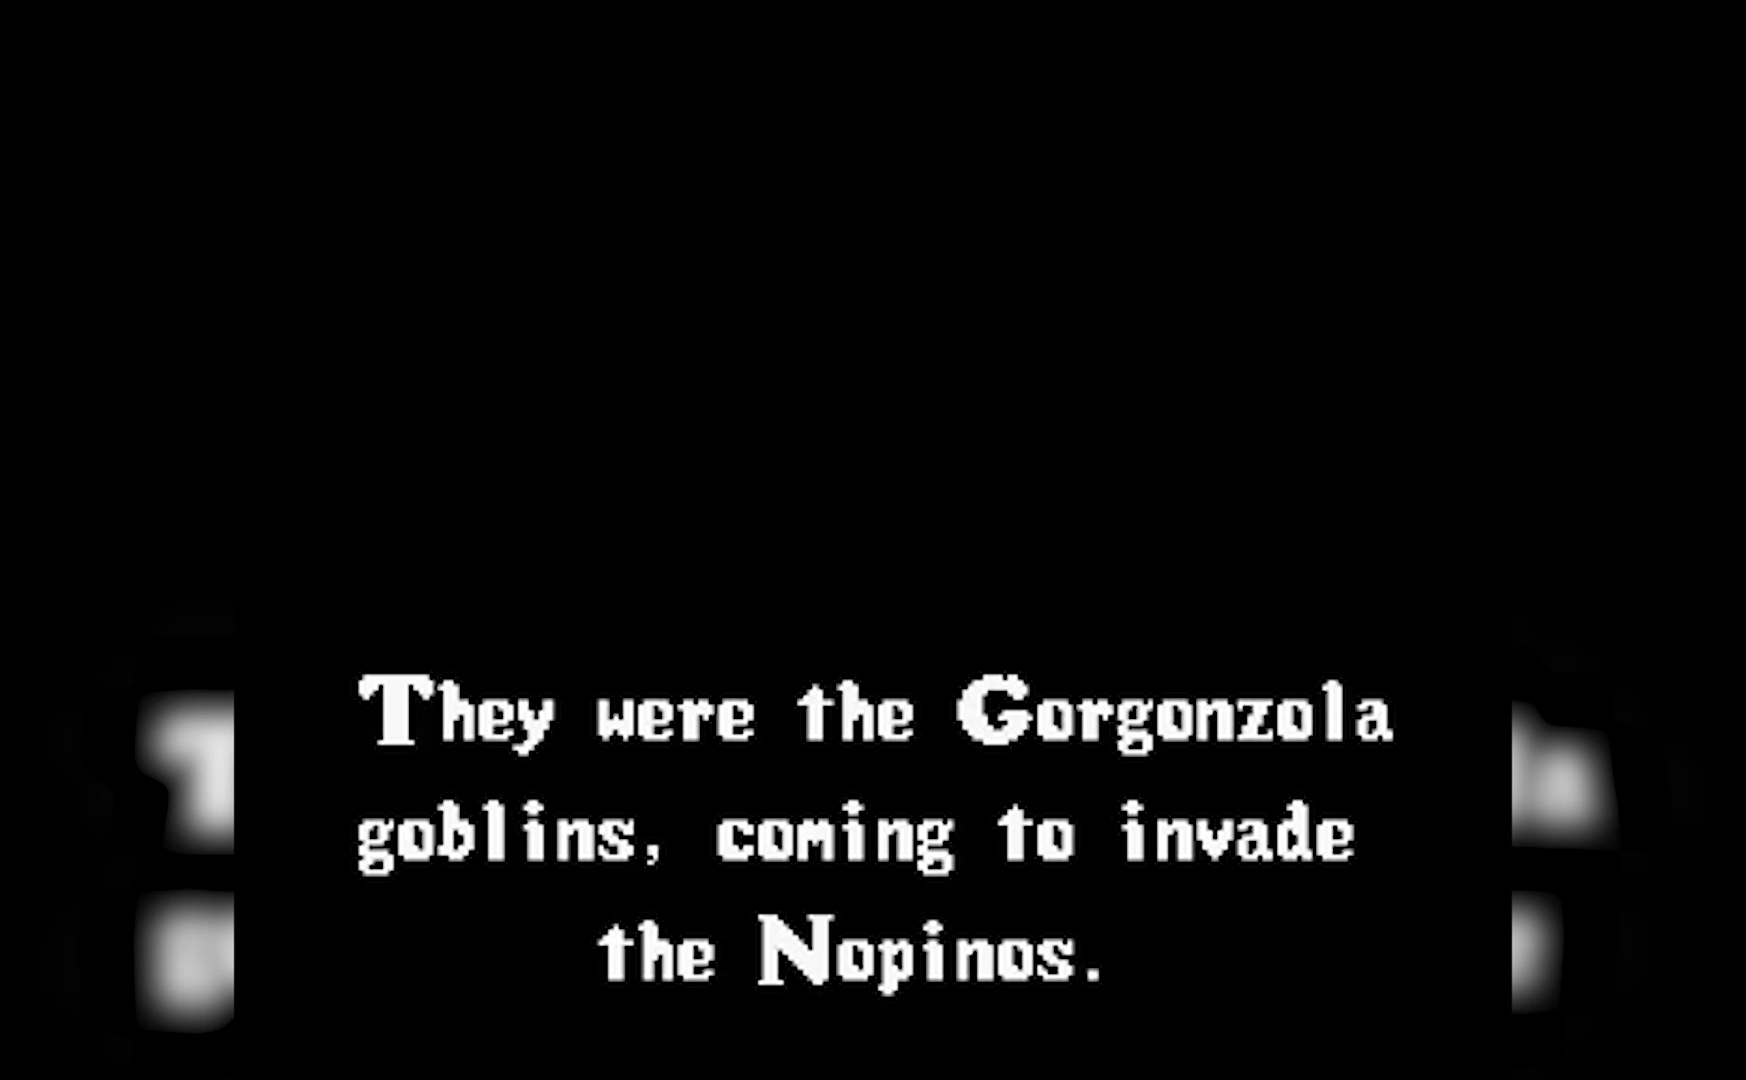 They were the Gorgonzola
goblins, coming to invade
the Nopinos.